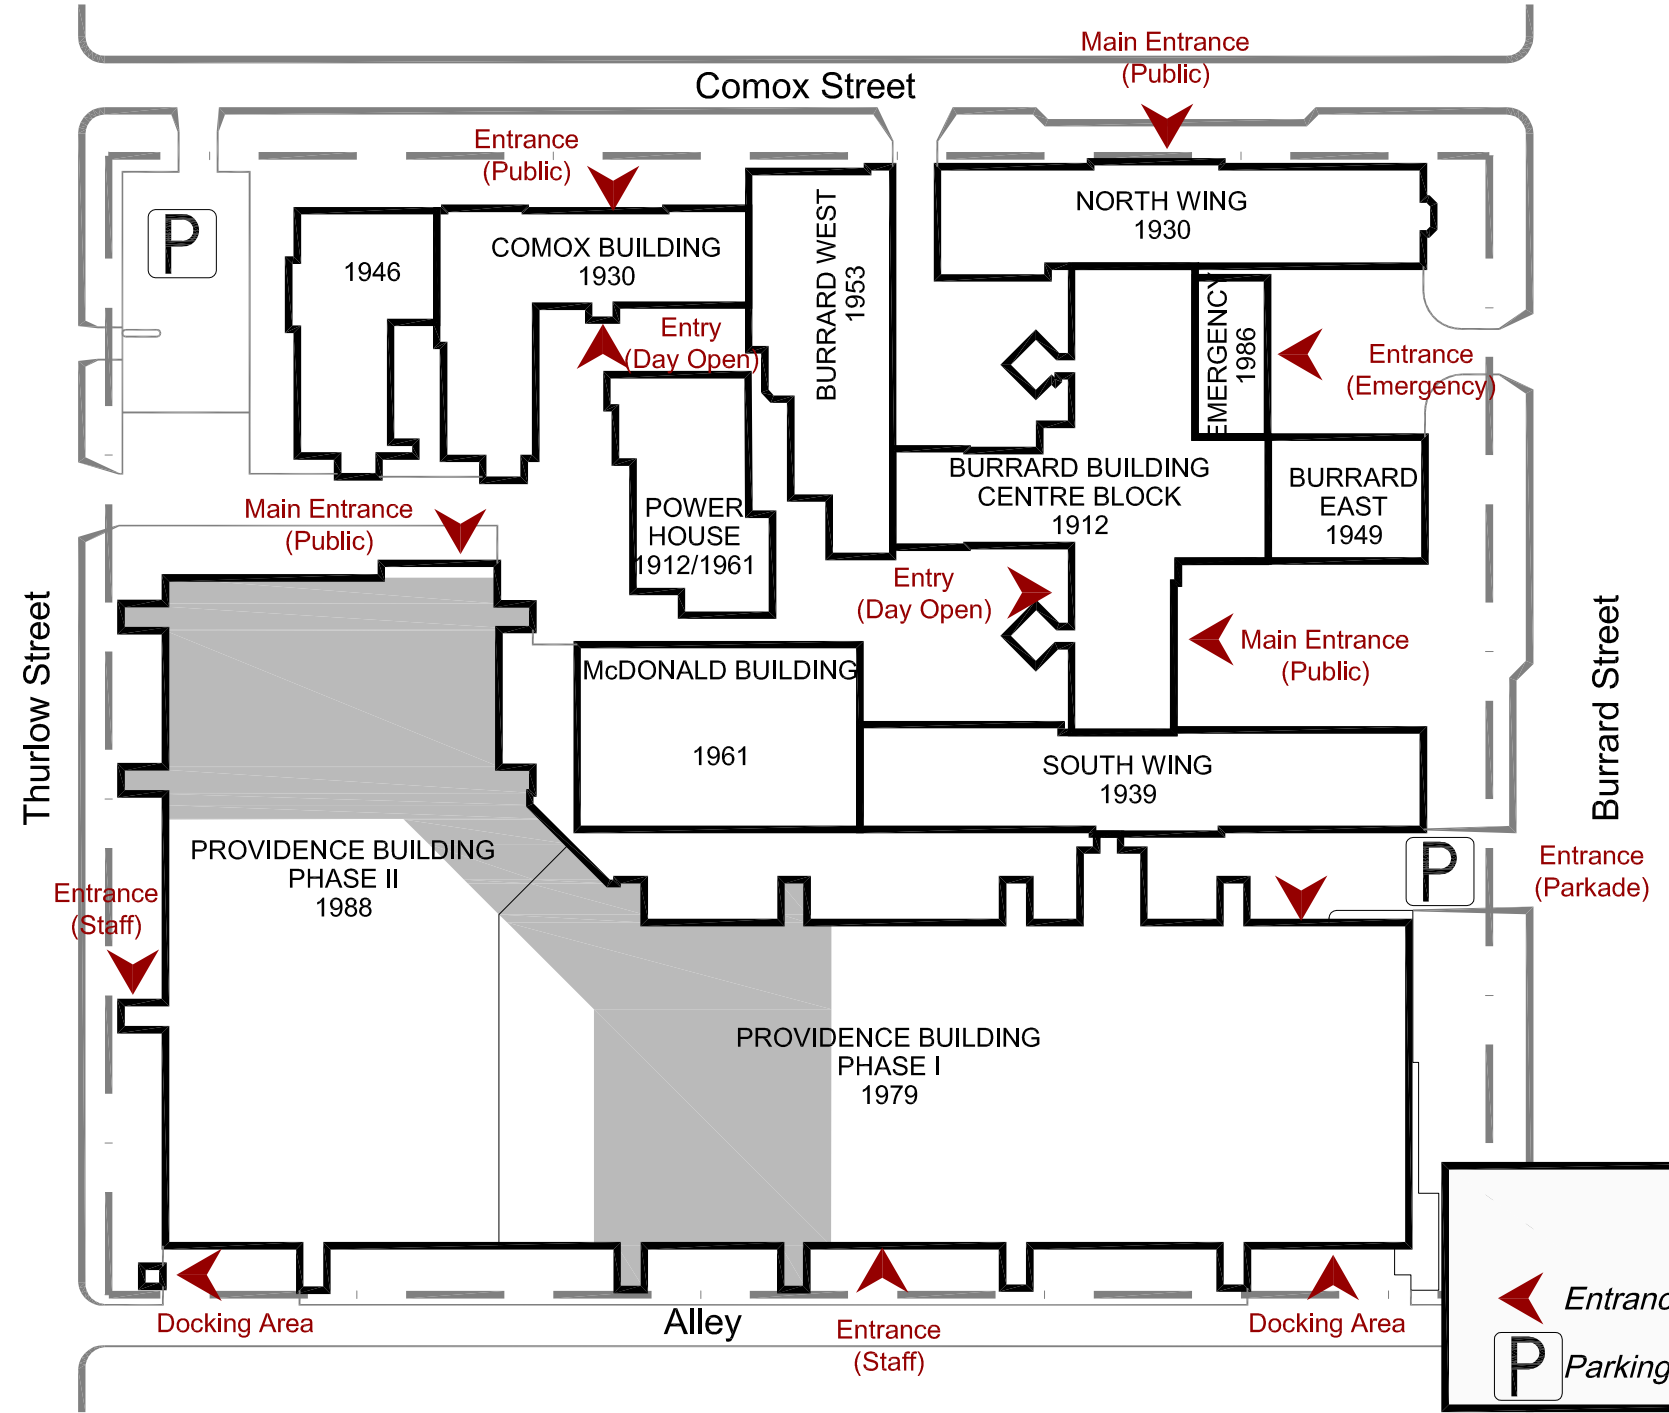 Main Entrance
(Public)
Comox Street
Entrance
(Public)
P
1946
COMOX BUILDING
1930
BURRARD WEST
1953
NORTH WING
1930
Entry
(Day Open)
EMERGENCY
1986
Entrance
(Emergency)
Main Entrance
(Public)
POWER
HOUSE
1912/1961
BURRARD BUILDING
CENTRE BLOCK
1912
BURRARD
EAST
1949
Entry
(Day Open)
Main Entrance
(Public)
Thurlow Street
Burrard Street
McDONALD BUILDING
1961
SOUTH WING
1939
PROVIDENCE BUILDING
PHASE II
1988
Entrance
(Staff)
P
Entrance
(Parkade)
PROVIDENCE BUILDING
PHASE I
1979
Docking Area
Alley
Entrance
(Staff)
Docking Area
Entranc
P
Parking